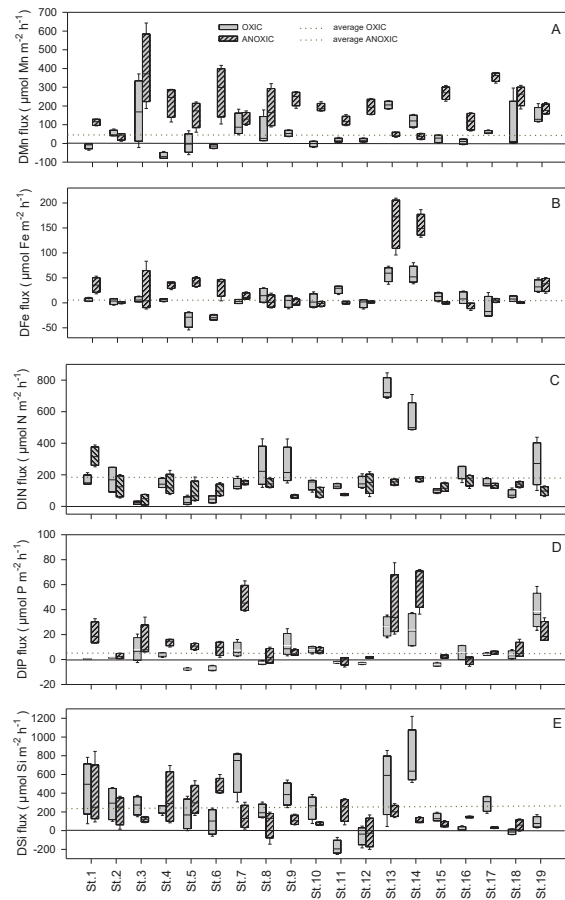 OXIC
average OXIC
ANOXIC
average ANOXIC
A
DMn flux ( µmol Mn m-2 h-1)
700
600
500
400
300
200
100
0
-100
B
DFe flux ( µmol Fe m-2 h-1)
200
150
100
50
0
-50
C
DIN flux ( µmol N m-2 h-1)
800
600
400
200
0
D
DIP flux ( µmol P m-2 h-1)
100
80
60
40
20
0
-20
E
DSi flux ( µmol Si m-2 h-1)
1200
1000
800
600
400
200
0
-200
St.1 St.2 St.3 St.4 St.5 St.6 St.7 St.8 St.9 St.10 St.11 St.12 St.13 St.14 St.15 St.16 St.17 St.18 St.19